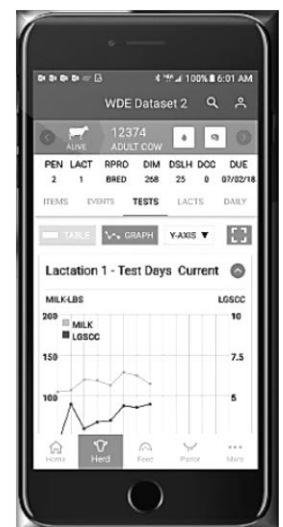 100% 6:01 AM
WDE Dataset 2
ALIVE
12374
ADULT COW
PEN LACT RPRO DIM DSLH DCC DUE
2 1 BRED 268 25 0 07/02/18
ITEMS EVENTS TESTS LACTS DAILY
TABLE GRAPH Y-AXIS ▼
Lactation 1 - Test Days Current
MILK-LBS LGSCC
200 10
MILK
LGSCC
150 7.5
100 5
Home Herd Feed Parlor More